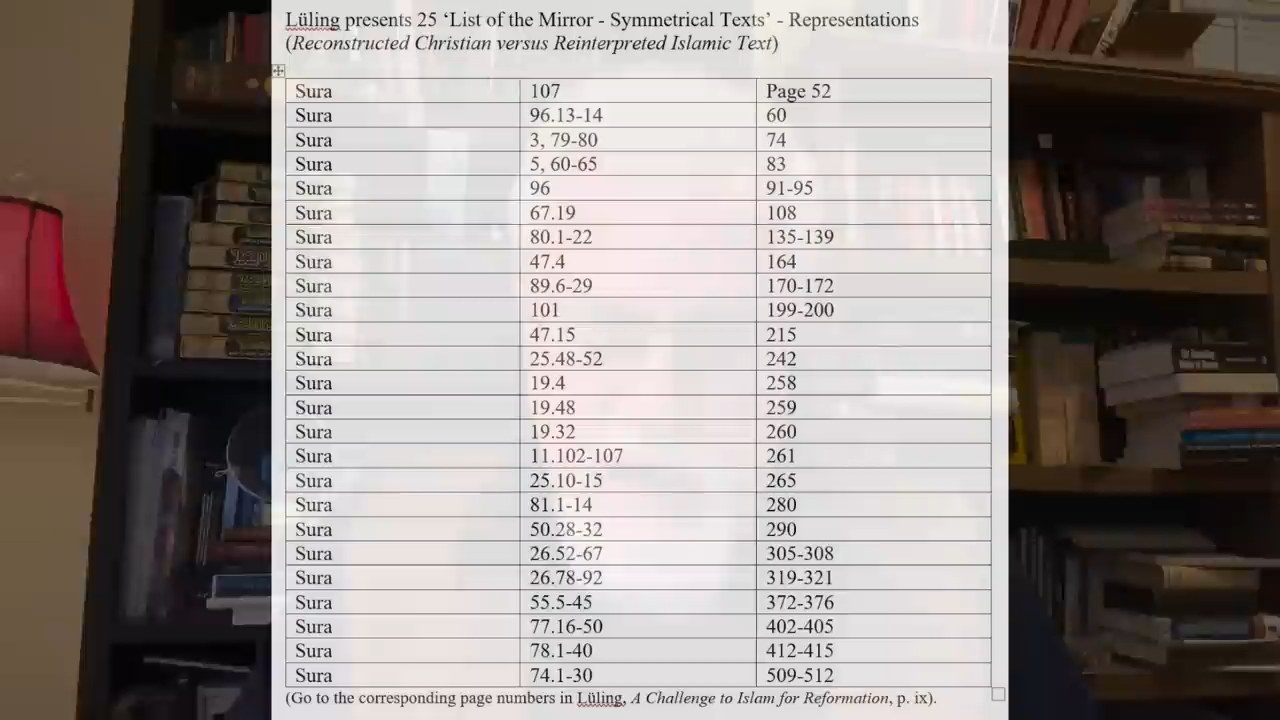 Lüling presents 25 ‘List of the Mirror - Symmetrical Texts’ - Representations
(Reconstructed Christian versus Reinterpreted Islamic Text)
Sura 107 Page 52
Sura 96.13-14 60
Sura 3, 79-80 74
Sura 5, 60-65 83
Sura 96 91-95
Sura 67.19 108
Sura 80.1-22 135-139
Sura 47.4 164
Sura 89.6-29 170-172
Sura 101 199-200
Sura 47.15 215
Sura 25.48-52 242
Sura 19.4 258
Sura 19.48 259
Sura 19.32 260
Sura 11.102-107 261
Sura 25.10-15 265
Sura 81.1-14 280
Sura 50.28-32 290
Sura 26.52-67 305-308
Sura 26.78-92 319-321
Sura 55.5-45 372-376
Sura 77.16-50 402-405
Sura 78.1-40 412-415
Sura 74.1-30 509-512
(Go to the corresponding page numbers in Lüling, A Challenge to Islam for Reformation, p. ix).